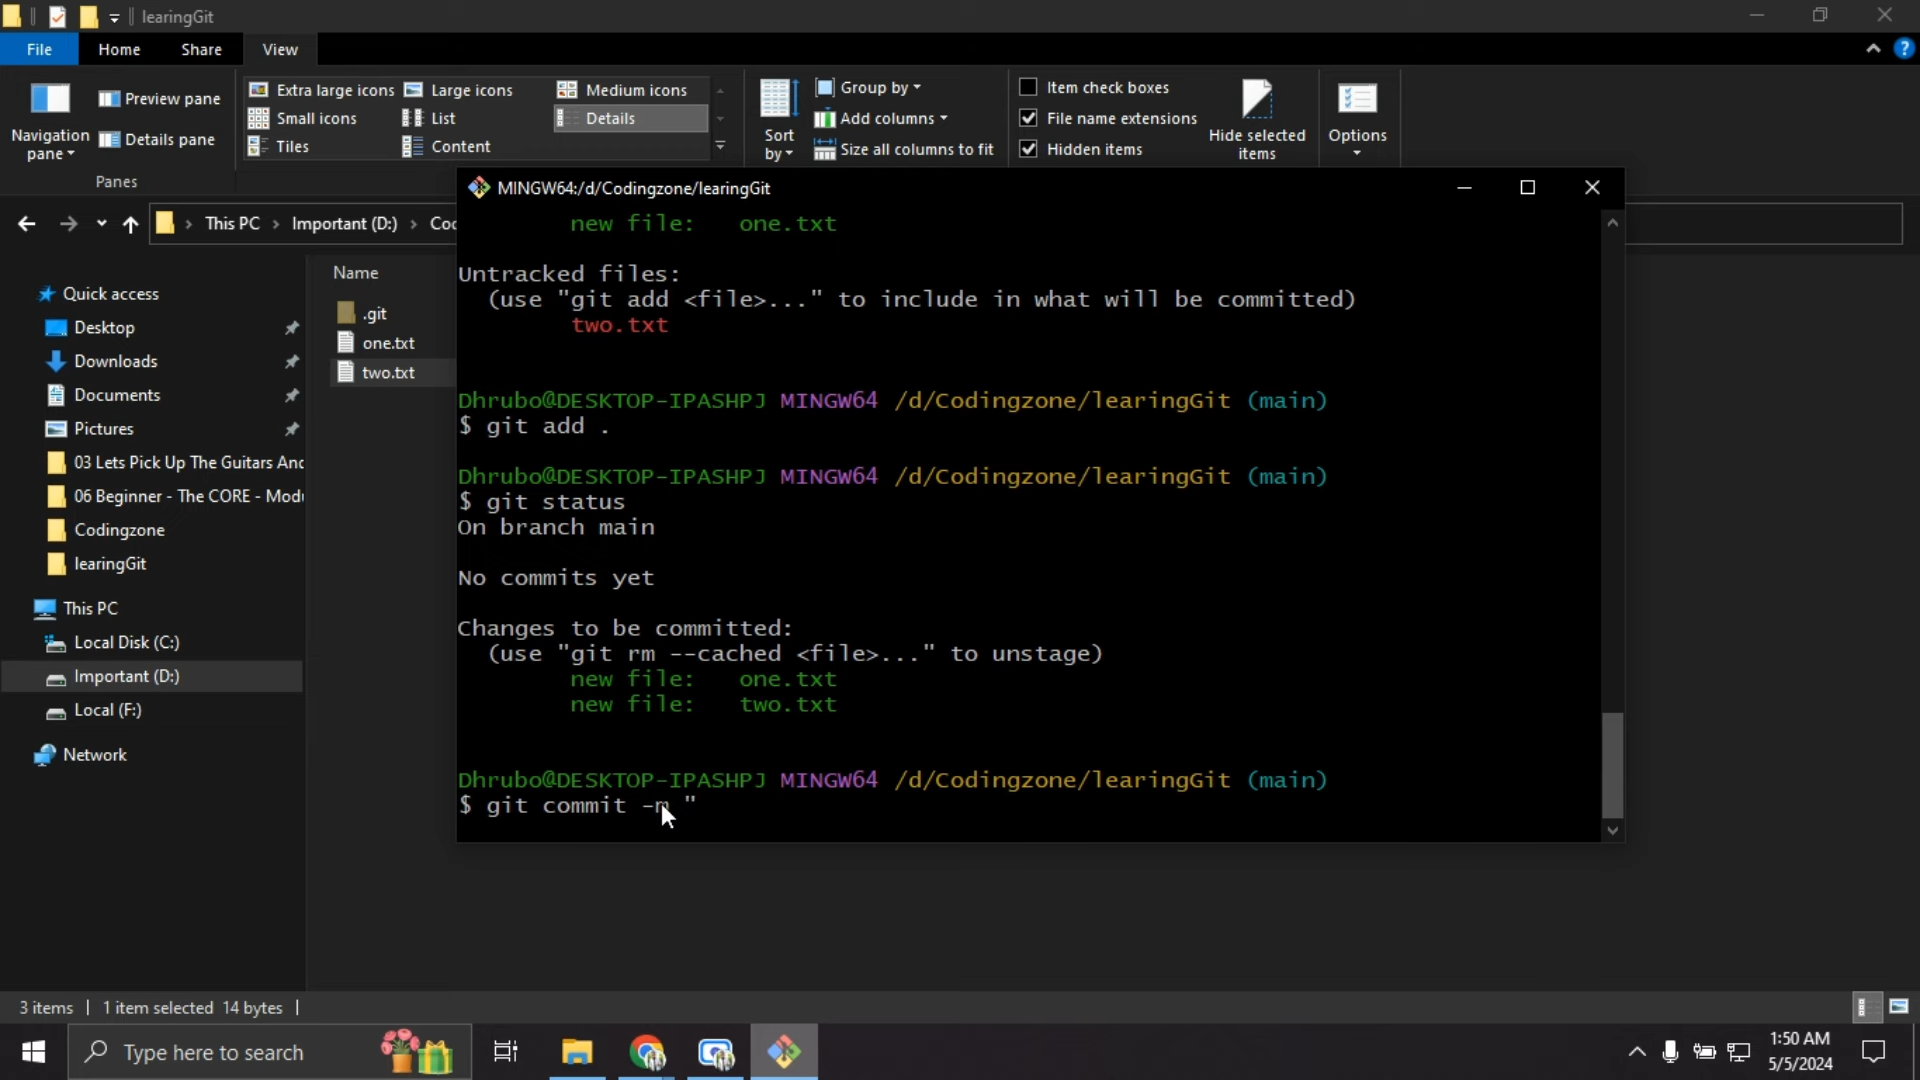 learingGit
File Home Share View
Navigation pane
Preview pane
Details pane
Panes
Extra large icons Large icons Medium icons
Small icons List Details
Tiles Content
Sort by
Group by
Add columns
Size all columns to fit
Item check boxes
File name extensions
Hidden items
Hide selected items
Options
This PC > Important (D:) >
Name
.git
one.txt
two.txt
Quick access
Desktop
Downloads
Documents
Pictures
03 Lets Pick Up The Guitars And
06 Beginner - The CORE -
Codingzone
learingGit
This PC
Local Disk (C:)
Important (D:)
Local (F:)
Network
MINGW64:/d/Codingzone/learingGit
new file:   one.txt
Untracked files:
(use "git add <file>..." to include in what will be committed)
two.txt
Dhrubo@DESKTOP-IPASHPJ MINGW64 /d/Codingzone/learingGit (main)
$ git add .
Dhrubo@DESKTOP-IPASHPJ MINGW64 /d/Codingzone/learingGit (main)
$ git status
On branch main
No commits yet
Changes to be committed:
(use "git rm --cached <file>..." to unstage)
new file:   one.txt
new file:   two.txt
Dhrubo@DESKTOP-IPASHPJ MINGW64 /d/Codingzone/learingGit (main)
$ git commit -m "
3 items 1 item selected 14 bytes
Type here to search
1:50 AM
5/5/2024